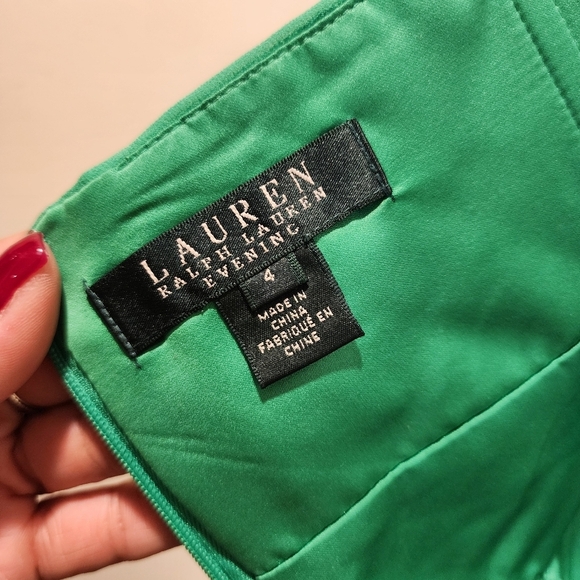 LAUREN
RALPH LAUREN
EVENING
4
MADE IN
CHINA
FABRIQUÉ EN
CHINE